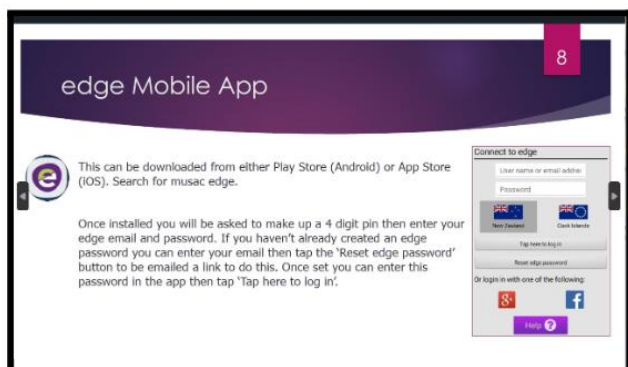 8
edge Mobile App
This can be downloaded from either Play Store (Android) or App Store
(iOS). Search for musac edge.
Once installed you will be asked to make up a 4 digit pin then enter your
edge email and password. If you haven't already created an edge
password you can enter your email then tap the 'Reset edge password'
button to be emailed a link to do this. Once set you can enter this
password in the app then tap 'Tap here to log in'.
Connect to edge
User name or email addres
Password
New Zealand
Cook Islands
Tap here to log in
Reset edge password
Or login in with one of the following:
Help ?